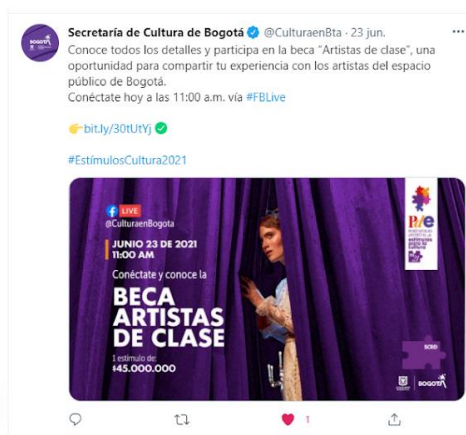 Secretaría de Cultura de Bogotá @CulturaenBta · 23 jun.
Conoce todos los detalles y participa en la beca "Artistas de clase", una
oportunidad para compartir tu experiencia con los artistas del espacio
público de Bogotá.
Conéctate hoy a las 11:00 a.m. vía #FBLive
👉bit.ly/30tUtYj ✅
#EstímulosCultura2021
LIVE
@CulturaenBogota
JUNIO 23 DE 2021
11:00 AM
Conéctate y conoce la
BECA
ARTISTAS
DE CLASE
1 estímulo de:
$45.000.000
SCRD
BOGOTÁ
1